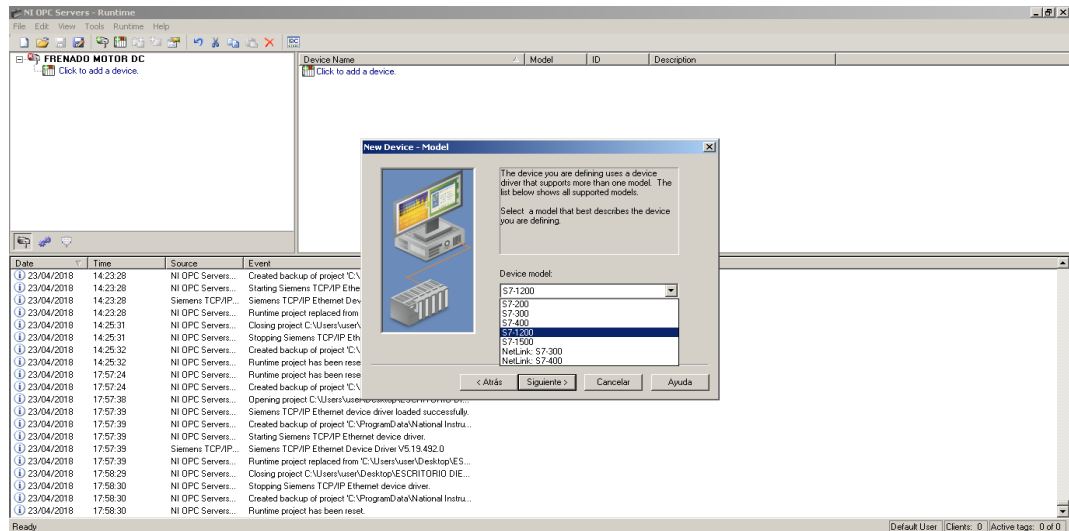 NI OPC Servers - Runtime
File Edit View Tools Runtime Help
FRENADO MOTOR DC
Click to add a device.
Device Name Model ID Description
Click to add a device.
New Device - Model
The device you are defining uses a device
driver that supports more than one model. The
list below shows all supported models.
Select a model that best describes the device
you are defining.
Device model:
S7-1200
S7-200
S7-300
S7-400
S7-1200
S7-1500
NetLink: S7-300
NetLink: S7-400
< Atrás Siguiente > Cancelar Ayuda
Date Time Source Event
23/04/2018 14:23:28 NI OPC Servers... Created backup of project 'C:\
23/04/2018 14:23:28 NI OPC Servers... Starting Siemens TCP/IP Ethe
23/04/2018 14:23:28 Siemens TCP/IP... Siemens TCP/IP Ethernet Dev
23/04/2018 14:23:28 NI OPC Servers... Runtime project replaced from
23/04/2018 14:25:31 NI OPC Servers... Closing project C:\Users\user\
23/04/2018 14:25:31 NI OPC Servers... Stopping Siemens TCP/IP Eth
23/04/2018 14:25:32 NI OPC Servers... Created backup of project 'C:\
23/04/2018 14:25:32 NI OPC Servers... Runtime project has been rese
23/04/2018 17:57:24 NI OPC Servers... Runtime project has been rese
23/04/2018 17:57:24 NI OPC Servers... Created backup of project 'C:\
23/04/2018 17:57:38 NI OPC Servers... Opening project C:\Users\user\Desktop\ESCRITORIO DI...
23/04/2018 17:57:39 NI OPC Servers... Siemens TCP/IP Ethernet device driver loaded successfully.
23/04/2018 17:57:39 NI OPC Servers... Created backup of project 'C:\ProgramData\National Instru...
23/04/2018 17:57:39 NI OPC Servers... Starting Siemens TCP/IP Ethernet device driver.
23/04/2018 17:57:39 Siemens TCP/IP... Siemens TCP/IP Ethernet Device Driver V5.19.492.0
23/04/2018 17:57:39 NI OPC Servers... Runtime project replaced from 'C:\Users\user\Desktop\ES...
23/04/2018 17:58:29 NI OPC Servers... Closing project C:\Users\user\Desktop\ESCRITORIO DIE...
23/04/2018 17:58:30 NI OPC Servers... Stopping Siemens TCP/IP Ethernet device driver.
23/04/2018 17:58:30 NI OPC Servers... Created backup of project 'C:\ProgramData\National Instru...
23/04/2018 17:58:30 NI OPC Servers... Runtime project has been reset.
Ready Default User Clients: 0 Active tags: 0 of 0